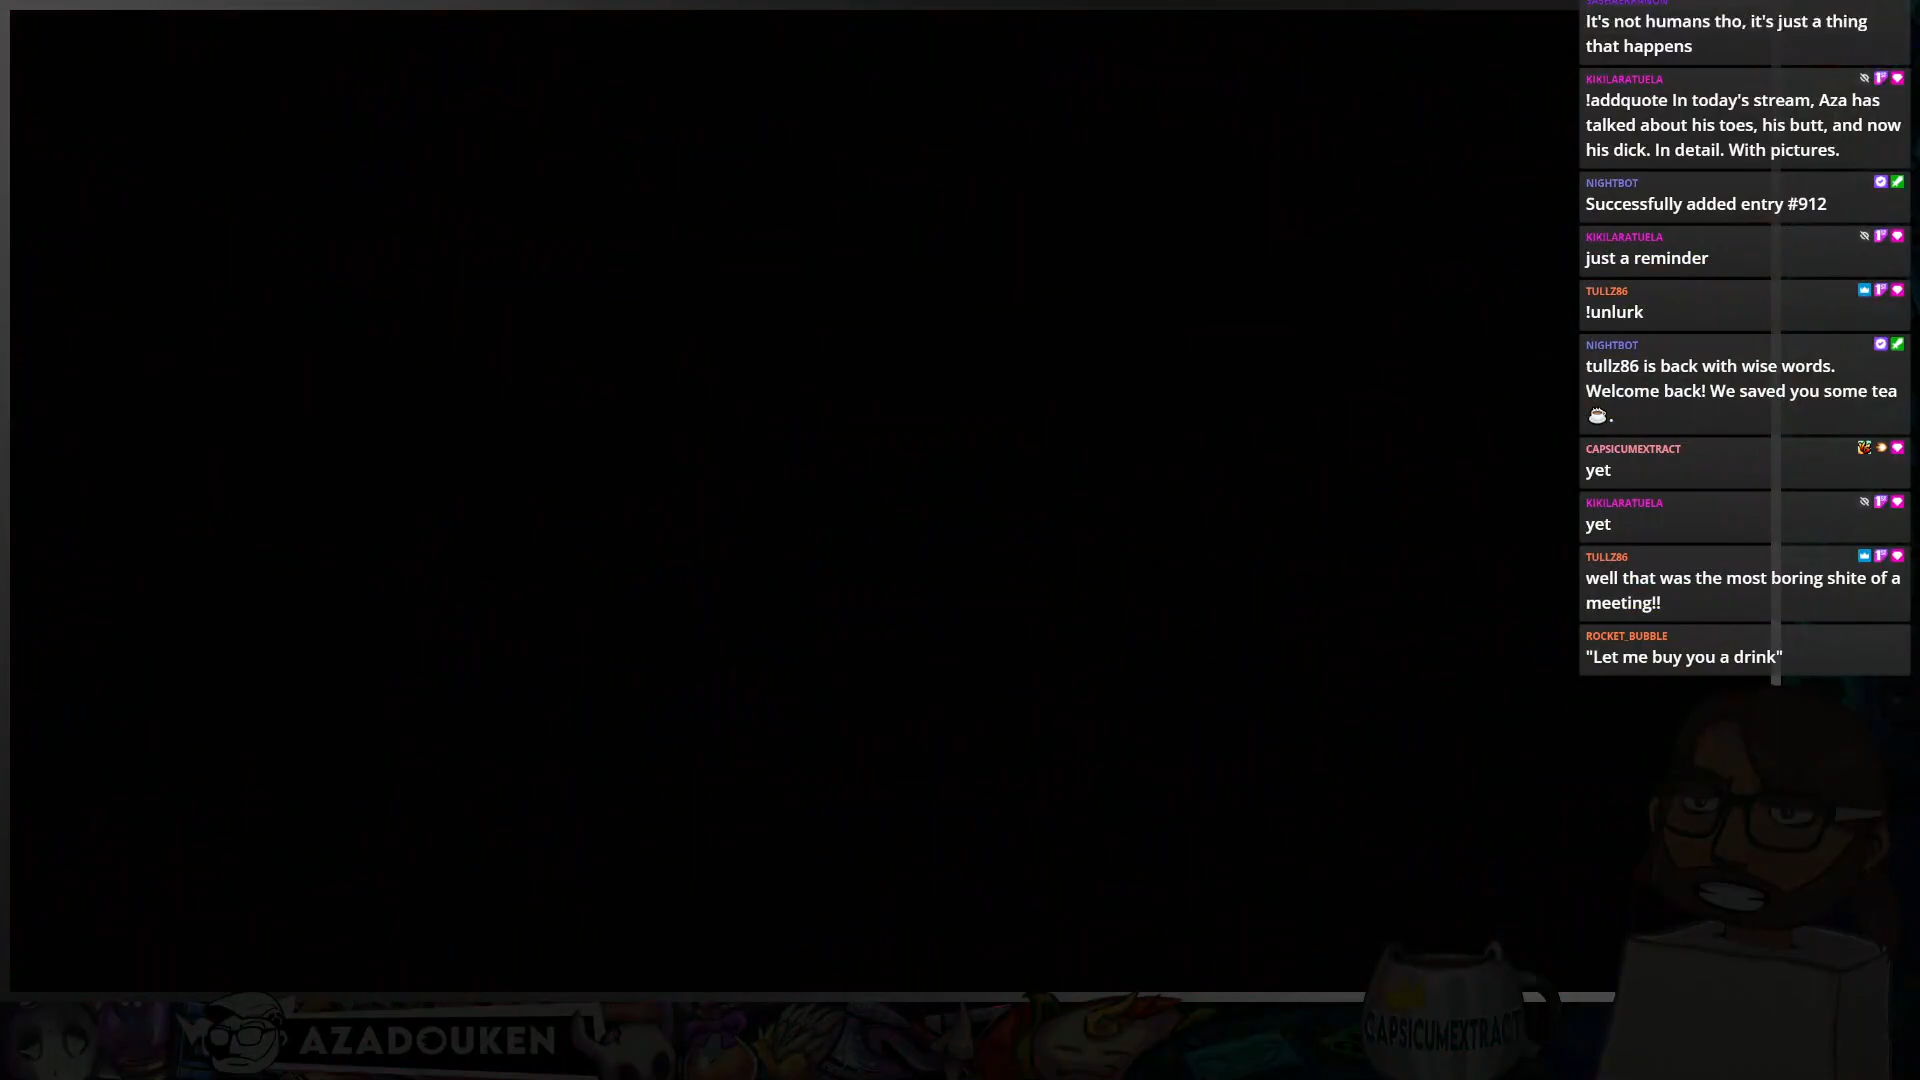 It's not humans tho, it's just a thing
that happens
KIKILARATUELA
!addquote In today's stream, Aza has
talked about his toes, his butt, and now
his dick. In detail. With pictures.
NIGHTBOT
Successfully added entry #912
KIKILARATUELA
just a reminder
TULLZ86
!unlurk
NIGHTBOT
tullz86 is back with wise words.
Welcome back! We saved you some tea
☕.
CAPSICUMEXTRACT
yet
KIKILARATUELA
yet
TULLZ86
well that was the most boring shite of a
meeting!!
ROCKET_BUBBLE
"Let me buy you a drink"
AZADOUKEN
CAPSICUMEXTRACT